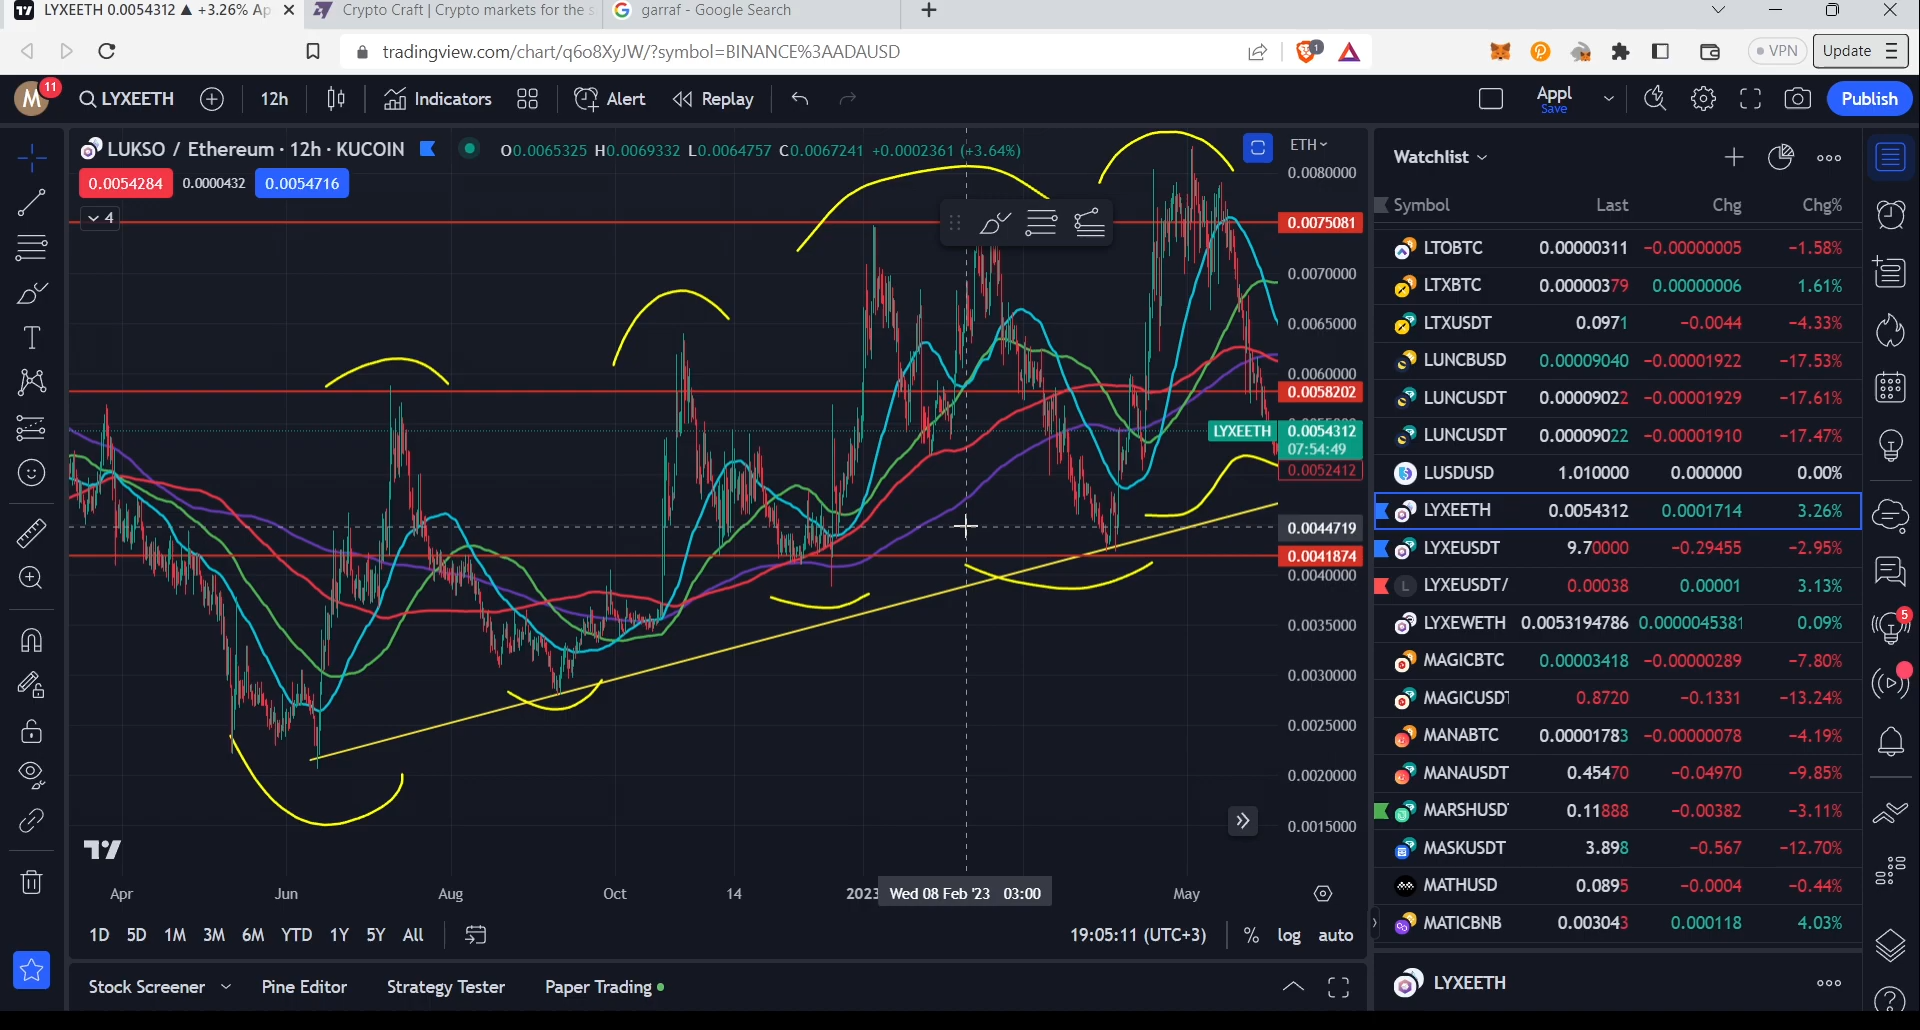 LYXEETH 0.0054312 ▲ +3.26% Ap
Crypto Craft | Crypto markets for the s
garraf - Google Search
tradingview.com/chart/q6o8XyJW/?symbol=BINANCE%3AADAUSD
1
VPN
Update
M
11
LYXEETH
12h
Indicators
Alert
Replay
Appl
Save
Publish
LUKSO / Ethereum · 12h · KUCOIN
O0.0065325 H0.0069332 L0.0064757 C0.0067241 +0.0002361 (+3.64%)
ETH
0.0054284 0.0000432 0.0054716
4
0.0080000
0.0075081
0.0070000
0.0065000
0.0060000
0.0058202
LYXEETH 0.0054312
07:54:49
0.0052412
0.0044719
0.0041874
0.0040000
0.0035000
0.0030000
0.0025000
0.0020000
0.0015000
Apr Jun Aug Oct 14 2023 Wed 08 Feb '23 03:00 May
1D 5D 1M 3M 6M YTD 1Y 5Y All
19:05:11 (UTC+3) % log auto
Stock Screener Pine Editor Strategy Tester Paper Trading
Watchlist
Symbol Last Chg Chg%
LTOBTC 0.00000311 −0.00000005 −1.58%
LTXBTC 0.00000379 0.00000006 1.61%
LTXUSDT 0.0971 −0.0044 −4.33%
LUNCBUSD 0.00009040 −0.00001922 −17.53%
LUNCUSDT 0.00009022 −0.00001929 −17.61%
LUNCUSDT 0.00009022 −0.00001910 −17.47%
LUSDUSD 1.010000 0.000000 0.00%
LYXEETH 0.0054312 0.0001714 3.26%
LYXEUSDT 9.70000 −0.29455 −2.95%
L LYXEUSDT/ 0.00038 0.00001 3.13%
LYXEWETH 0.0053194786 0.0000045381 0.09%
MAGICBTC 0.00003418 −0.00000289 −7.80%
MAGICUSDT 0.8720 −0.1331 −13.24%
MANABTC 0.00001783 −0.00000078 −4.19%
MANAUSDT 0.45470 −0.04970 −9.85%
MARSHUSD 0.11888 −0.00382 −3.11%
MASKUSDT 3.898 −0.567 −12.70%
MATHUSD 0.0895 −0.0004 −0.44%
MATICBNB 0.003043 0.000118 4.03%
LYXEETH
5